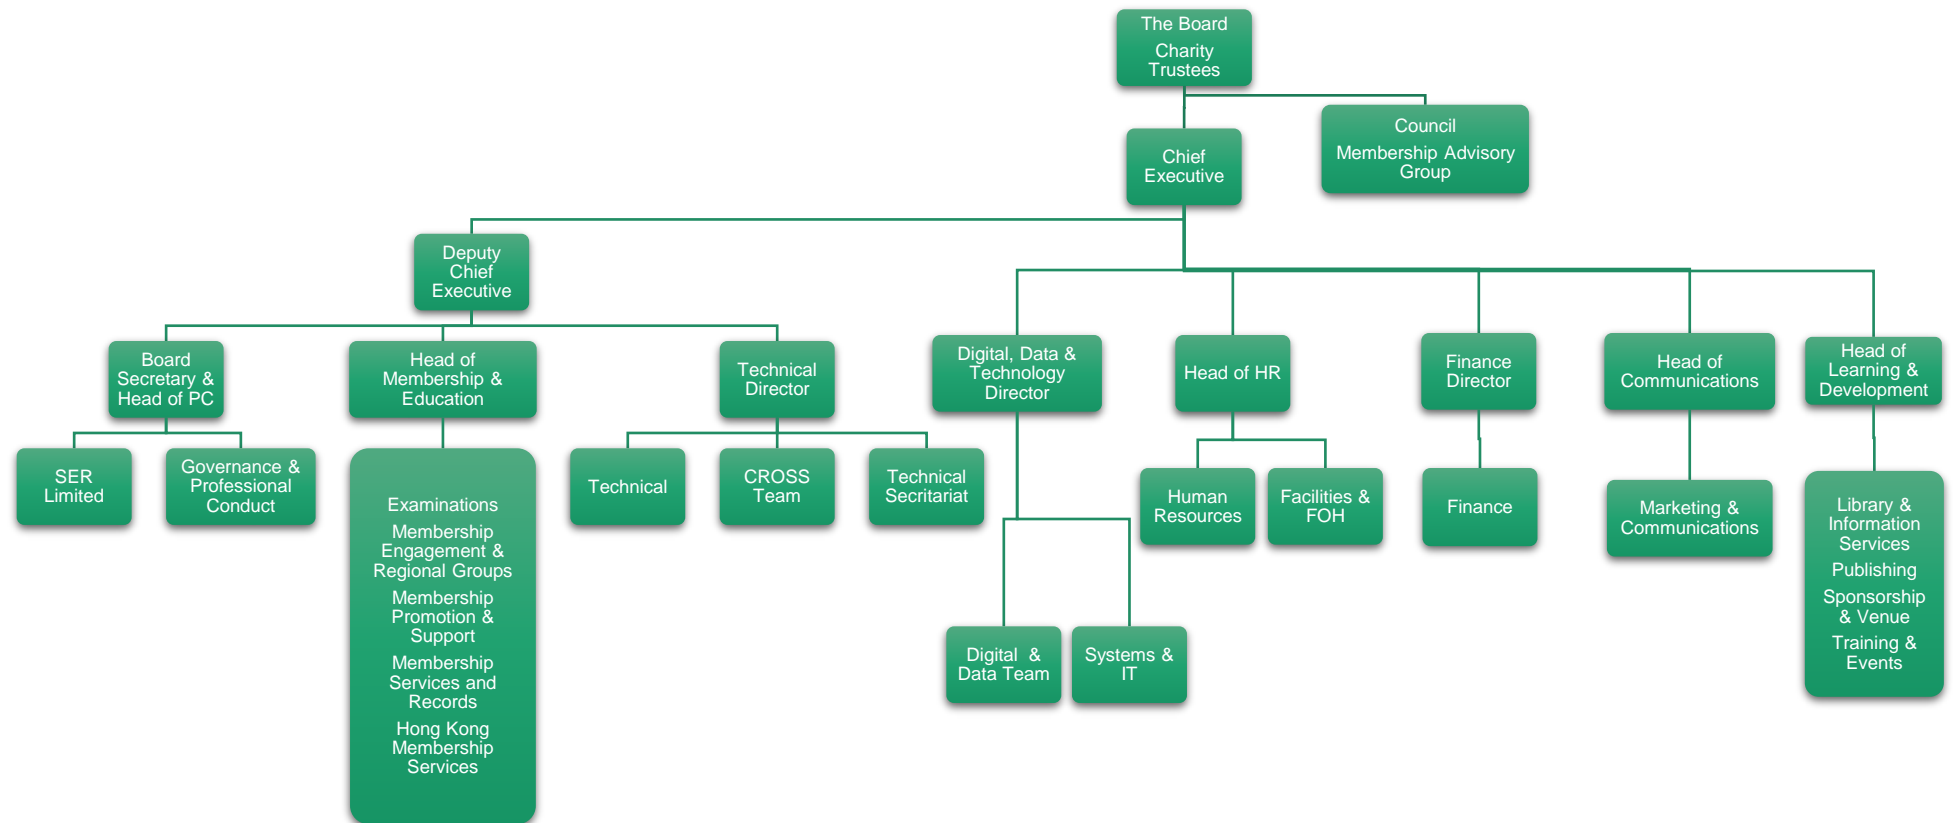 The Board
Charity
Trustees
Council
Membership Advisory
Group
Chief
Executive
Deputy
Chief
Executive
Board
Secretary &
Head of PC
Head of
Membership &
Education
Technical
Director
Digital, Data &
Technology
Director
Head of HR
Finance
Director
Head of
Communications
Head of
Learning &
Development
SER
Limited
Governance &
Professional
Conduct
Examinations
Membership
Engagement &
Regional Groups
Membership
Promotion &
Support
Membership
Services and
Records
Hong Kong
Membership
Services
Technical
CROSS
Team
Technical
Secritariat
Digital &
Data Team
Systems &
IT
Human
Resources
Facilities &
FOH
Finance
Marketing &
Communications
Library &
Information
Services
Publishing
Sponsorship
& Venue
Training &
Events